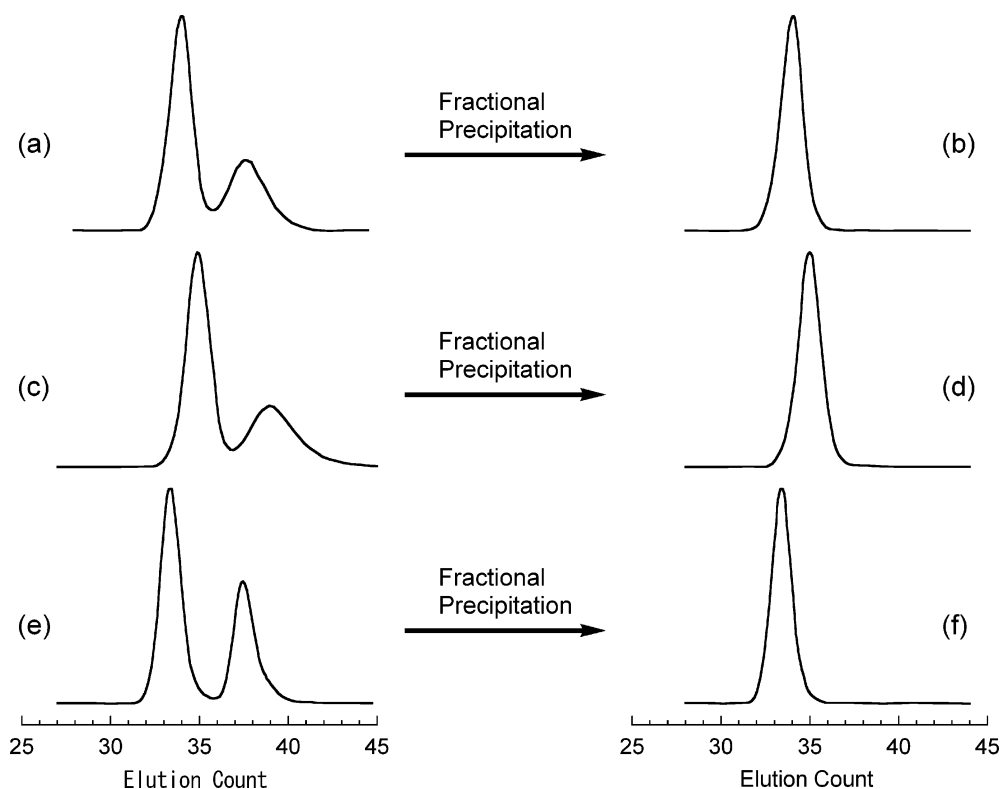 Fractional
Precipitation
(a)
(b)
Fractional
Precipitation
(c)
(d)
Fractional
Precipitation
(e)
(f)
25 30 35 40 45
25 30 35 40 45
Elution Count
Elution Count